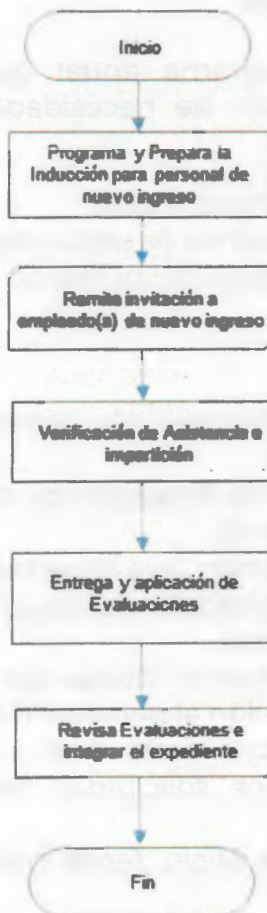 Inicio
Programa y Prepara la
Inducción para personal de
nuevo ingreso
Remite invitación a
empleado(a) de nuevo ingreso
Verificación de Asistencia e
impartición
Entrega y aplicación de
Evaluaciones
Revisa Evaluaciones e
integrar el expediente
Fin